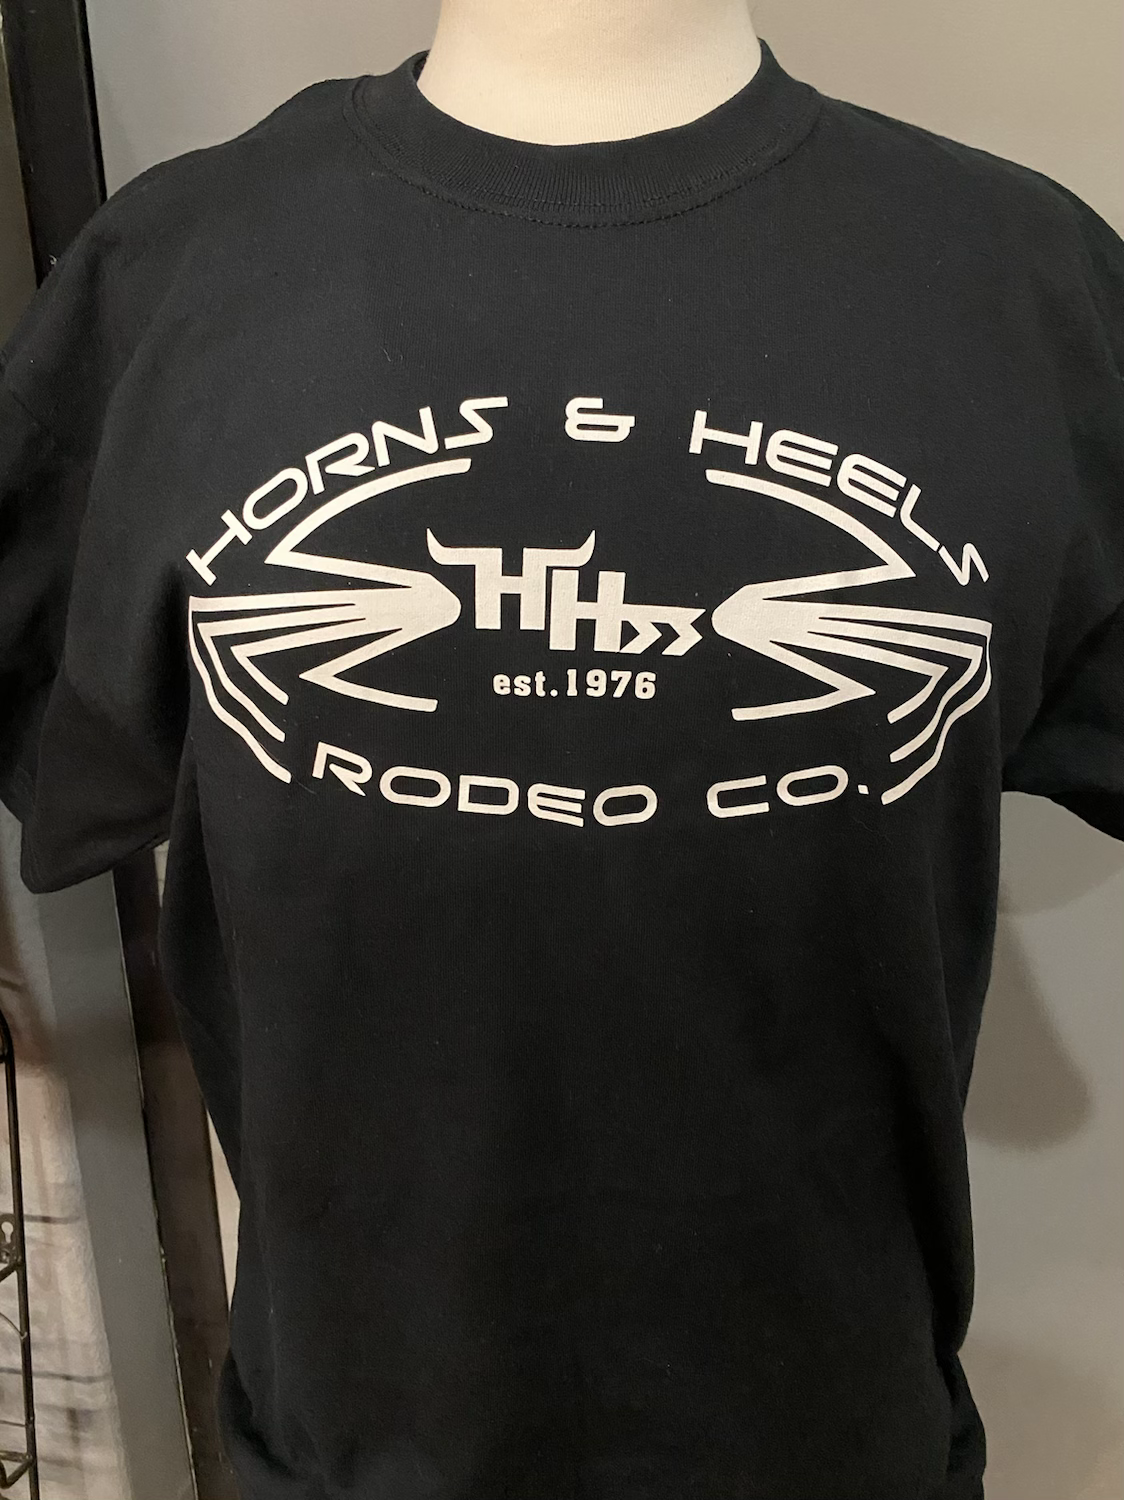 HORNS & HEELS
HH
est.1976
RODEO CO.